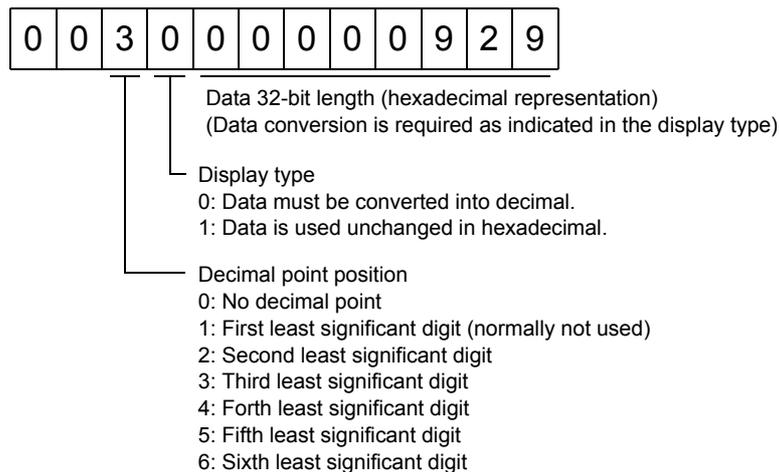 0 0 3 0 0 0 0 0 0 9 2 9
Data 32-bit length (hexadecimal representation)
(Data conversion is required as indicated in the display type)
Display type
0: Data must be converted into decimal.
1: Data is used unchanged in hexadecimal.
Decimal point position
0: No decimal point
1: First least significant digit (normally not used)
2: Second least significant digit
3: Third least significant digit
4: Forth least significant digit
5: Fifth least significant digit
6: Sixth least significant digit